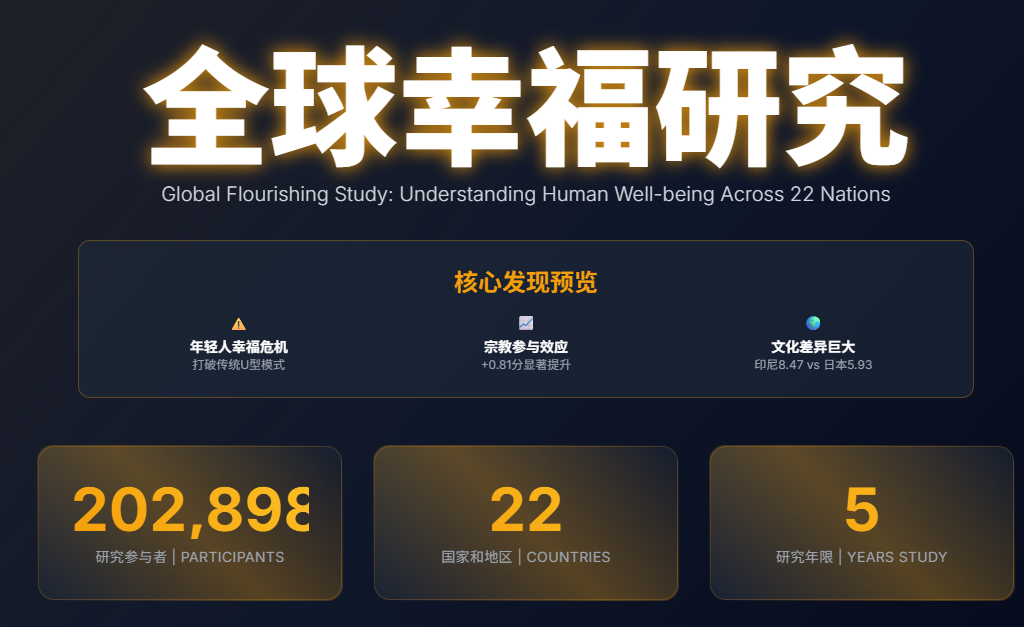 全球幸福研究
Global Flourishing Study: Understanding Human Well-being Across 22 Nations
核心发现预览
年轻人幸福危机
打破传统U型模式
宗教参与效应
+0.81分显著提升
文化差异巨大
印尼8.47 vs 日本5.93
202,898
研究参与者 | PARTICIPANTS
22
国家和地区 | COUNTRIES
5
研究年限 | YEARS STUDY